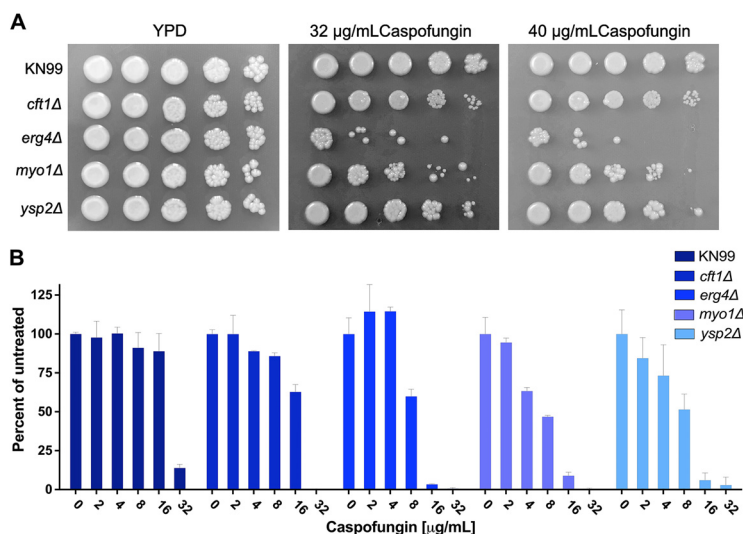 A
YPD
32 µg/mLCaspofungin
40 µg/mLCaspofungin
KN99
cft1Δ
erg4Δ
myo1Δ
ysp2Δ
B
KN99
cft1Δ
erg4Δ
myo1Δ
ysp2Δ
Percent of untreated
125
100
75
50
25
0
0 2 4 8 16 32 0 2 4 8 16 32 0 2 4 8 16 32 0 2 4 8 16 32 0 2 4 8 16 32
Caspofungin [µg/mL]